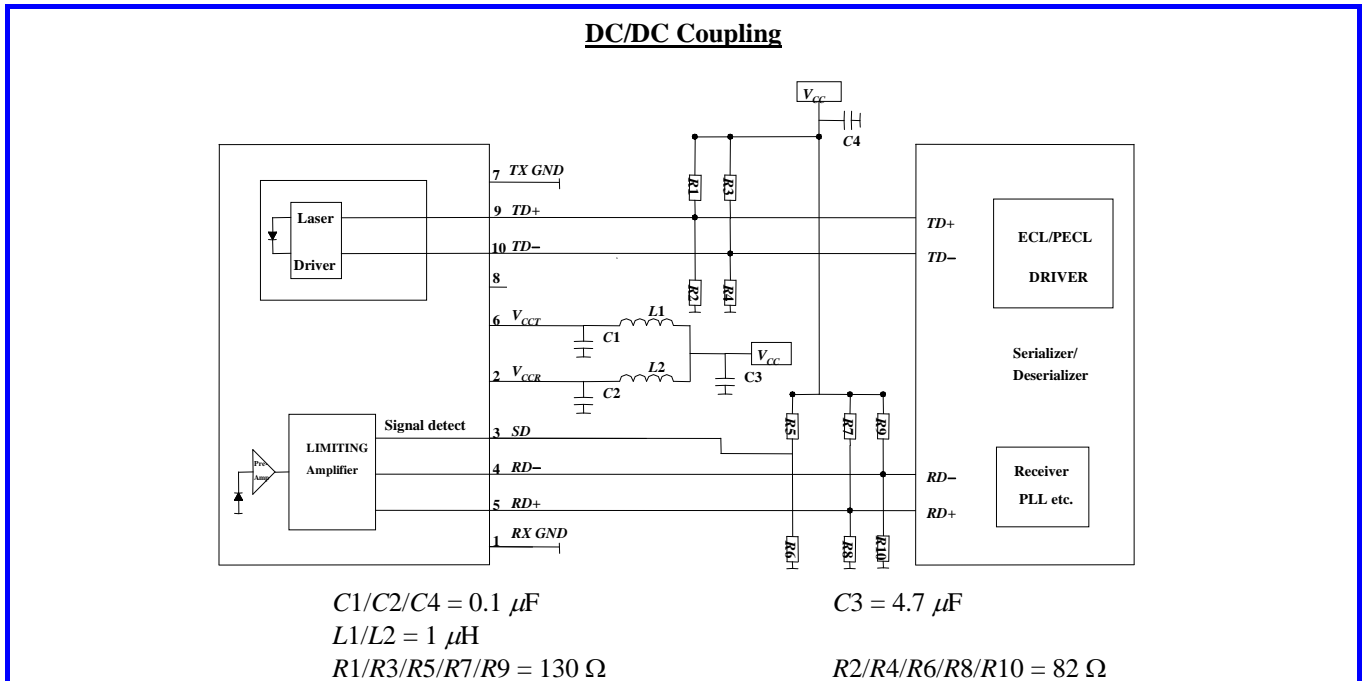 DC/DC Coupling
V_CC
C4
7 TX GND
R1
R3
Laser
Driver
9 TD+
TD+
ECL/PECL
DRIVER
10 TD−
TD−
8
R2
R4
6 V_CCT
L1
C1
V_CC
C3
Serializer/
Deserializer
2 V_CCR
L2
C2
R5
R7
R9
Signal detect
3 SD
LIMITING
Amplifier
Pre-
Amp
4 RD−
RD−
Receiver
PLL etc.
5 RD+
RD+
1 RX GND
R6
R8
R10
C1/C2/C4 = 0.1 μF
C3 = 4.7 μF
L1/L2 = 1 μH
R1/R3/R5/R7/R9 = 130 Ω
R2/R4/R6/R8/R10 = 82 Ω